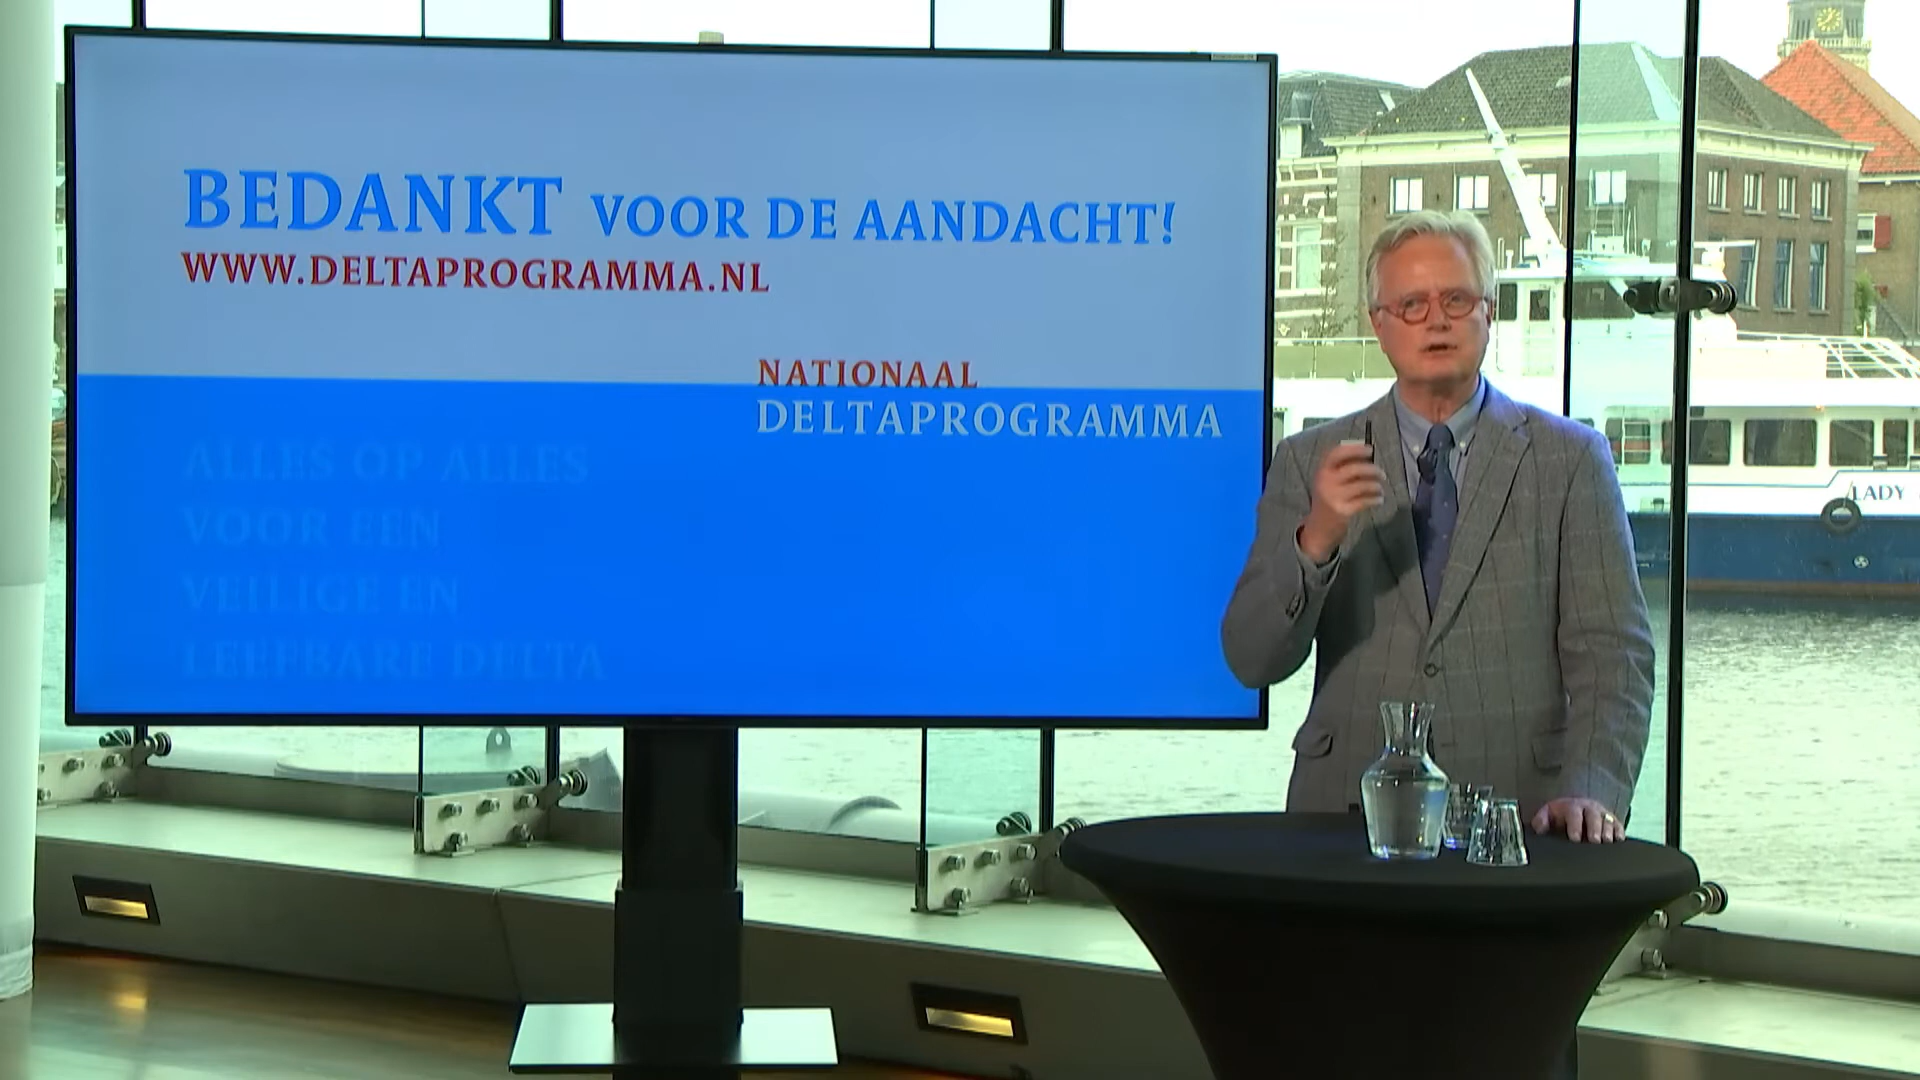 BEDANKT VOOR DE AANDACHT!
WWW.DELTAPROGRAMMA.NL
NATIONAAL
DELTAPROGRAMMA
ALLES OP ALLES
VOOR EEN
VEILIGE EN
LEEFBARE DELTA
LADY